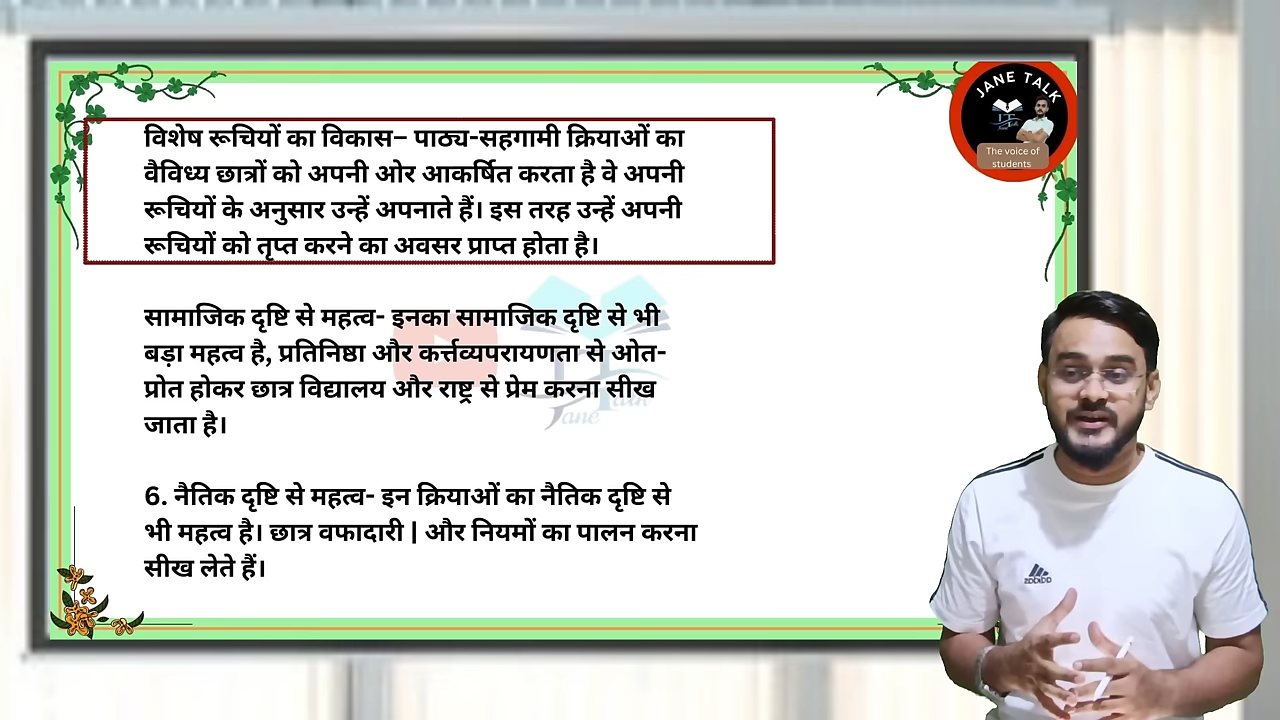 विशेष रूचियों का विकास– पाठ्य-सहगामी क्रियाओं का
वैविध्य छात्रों को अपनी ओर आकर्षित करता है वे अपनी
रूचियों के अनुसार उन्हें अपनाते हैं। इस तरह उन्हें अपनी
रूचियों को तृप्त करने का अवसर प्राप्त होता है।
सामाजिक दृष्टि से महत्व- इनका सामाजिक दृष्टि से भी
बड़ा महत्व है, प्रतिनिष्ठा और कर्त्तव्यपरायणता से ओत-
प्रोत होकर छात्र विद्यालय और राष्ट्र से प्रेम करना सीख
जाता है।
6. नैतिक दृष्टि से महत्व- इन क्रियाओं का नैतिक दृष्टि से
भी महत्व है। छात्र वफादारी | और नियमों का पालन करना
सीख लेते हैं।
JANE TALK
The voice of
students
Jane Talk